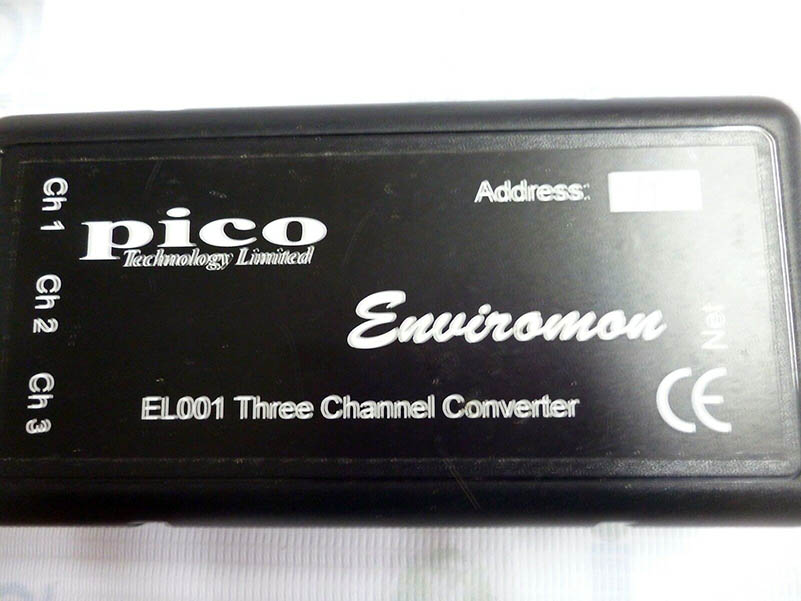 Address:
Ch 1
pico
Technology Limited
Ch 2
Enviromon
Net
Ch 3
EL001 Three Channel Converter
CE